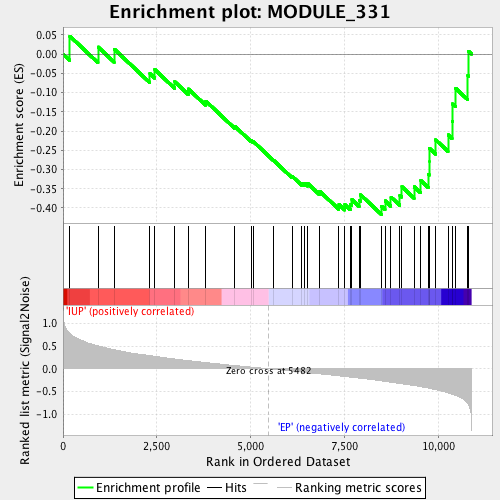 Enrichment plot: MODULE_331
Enrichment score (ES)
0.05
0.00
-0.05
-0.10
-0.15
-0.20
-0.25
-0.30
-0.35
-0.40
'IUP' (positively correlated)
Ranked list metric (Signal2Noise)
1.0
0.5
0.0
-0.5
-1.0
Zero cross at 5482
'EP' (negatively correlated)
0
2,500
5,000
7,500
10,000
Rank in Ordered Dataset
Enrichment profile
Hits
Ranking metric scores